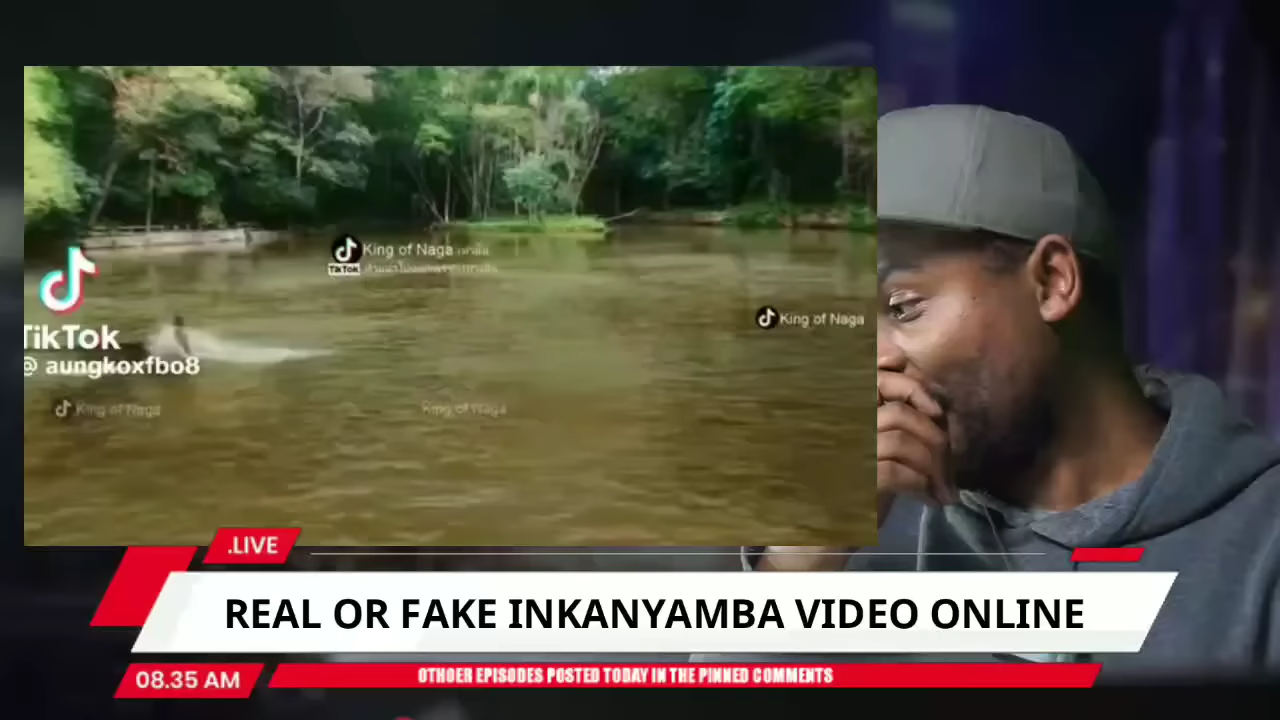 King of Naga
TikTok
King of Naga
TikTok
@ aungkoxfbo8
King of Naga
King of Naga
.LIVE
REAL OR FAKE INKANYAMBA VIDEO ONLINE
08.35 AM
OTHOER EPISODES POSTED TODAY IN THE PINNED COMMENTS